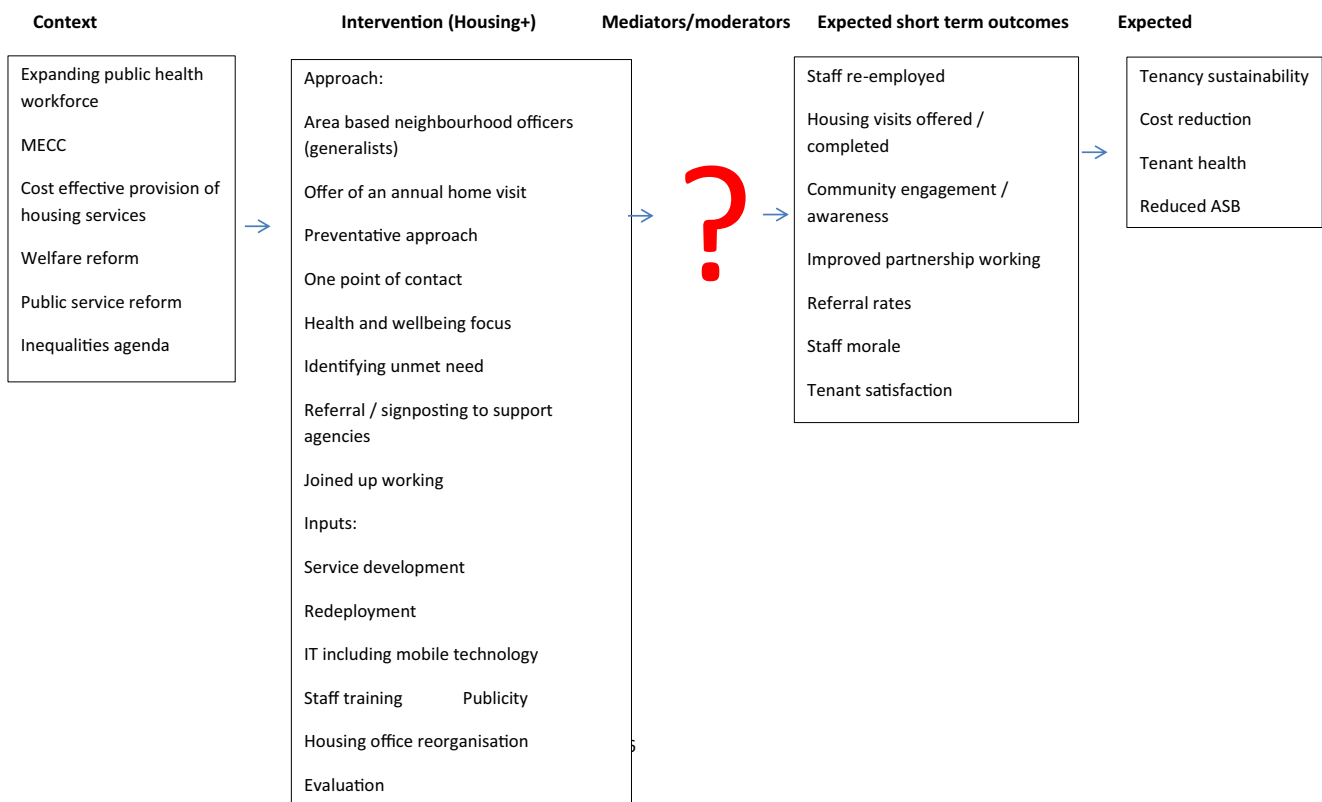 Context
Intervention (Housing+)
Mediators/moderators
Expected short term outcomes
Expected
Expanding public health
workforce
MECC
Cost effective provision of
housing services
Welfare reform
Public service reform
Inequalities agenda
Approach:
Area based neighbourhood officers
(generalists)
Offer of an annual home visit
Preventative approach
One point of contact
Health and wellbeing focus
Identifying unmet need
Referral / signposting to support
agencies
Joined up working
Inputs:
Service development
Redeployment
IT including mobile technology
Staff training Publicity
Housing office reorganisation
Evaluation
?
Staff re-employed
Housing visits offered /
completed
Community engagement /
awareness
Improved partnership working
Referral rates
Staff morale
Tenant satisfaction
Tenancy sustainability
Cost reduction
Tenant health
Reduced ASB